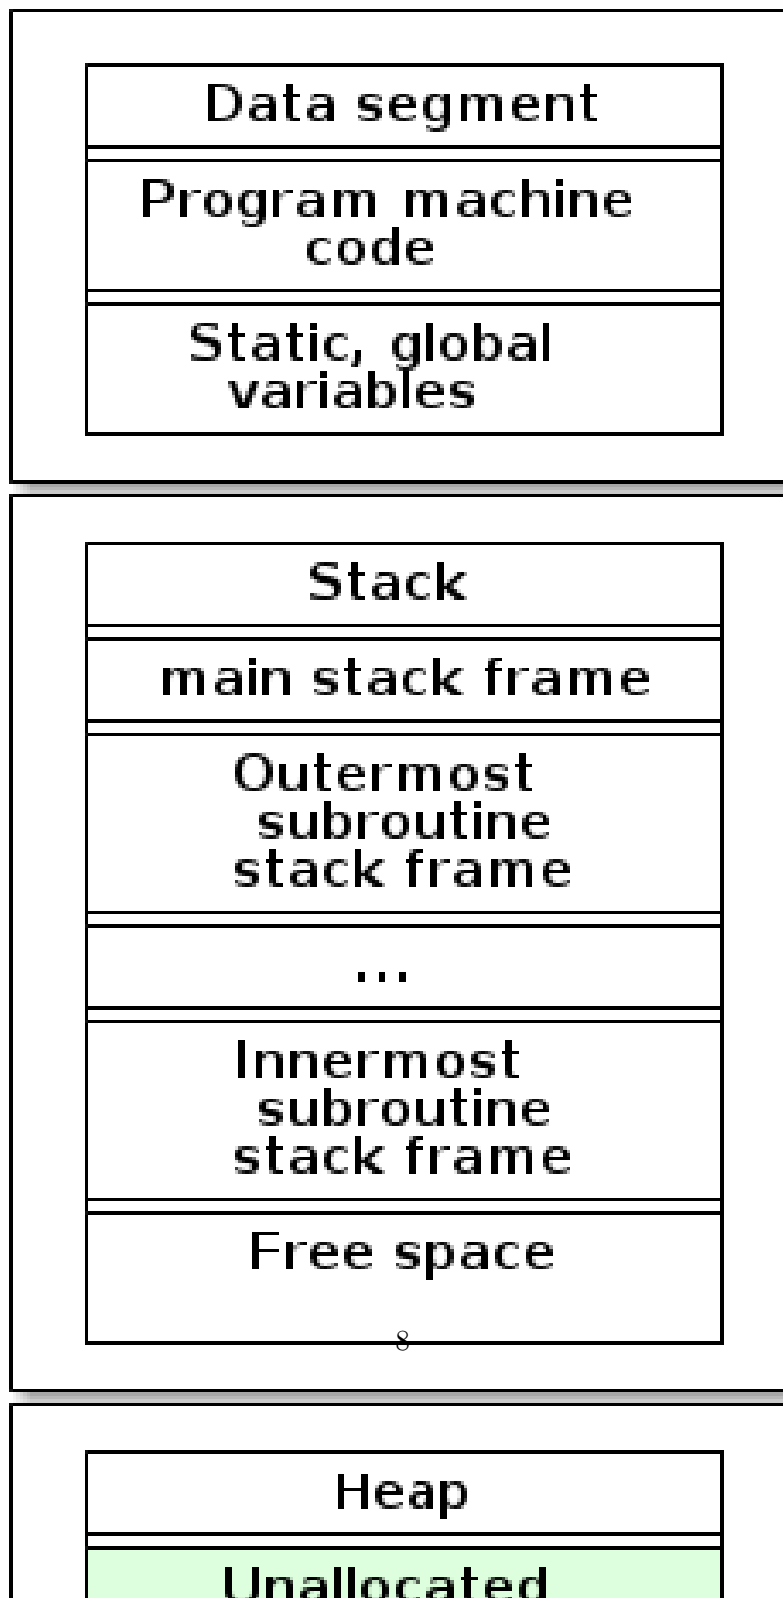 Data segment
Program machine
code
Static, global
variables
Stack
main stack frame
Outermost
subroutine
stack frame
...
Innermost
subroutine
stack frame
Free space
8
Heap
Unallocated